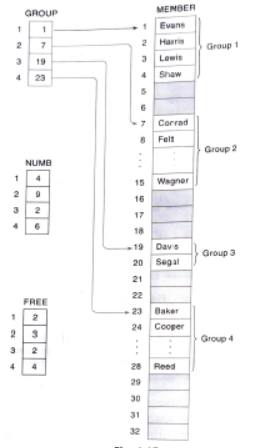 GROUP
1 1
2 7
3 19
4 23
NUMB
1 4
2 9
3 2
4 6
FREE
1 2
2 3
3 2
4 4
MEMBER
1 Evans
2 Harris
3 Lewis
4 Shaw
5
6
7 Conrad
8 Felt
15 Wagner
16
17
18
19 Davis
20 Segal
21
22
23 Baker
24 Cooper
28 Reed
29
30
31
32
Group 1
Group 2
Group 3
Group 4